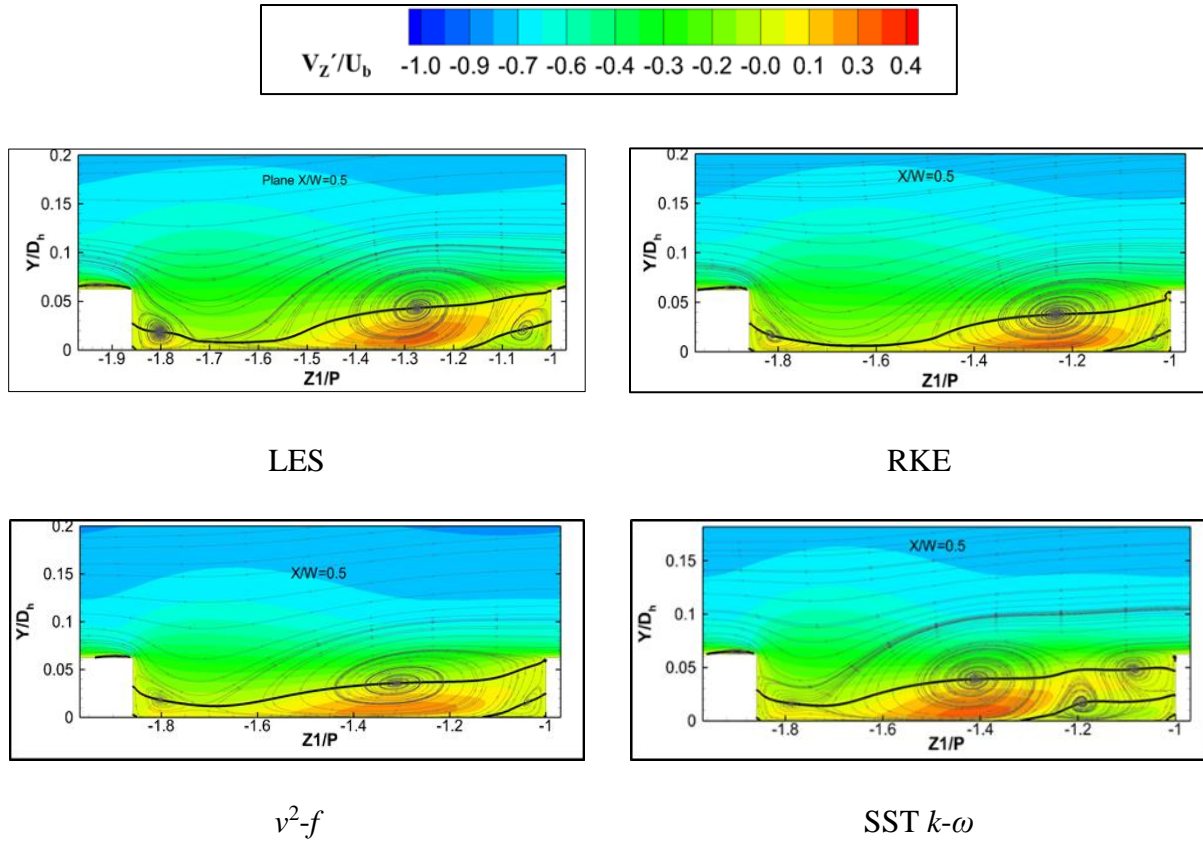 V_Z´/U_b -1.0 -0.9 -0.7 -0.6 -0.4 -0.3 -0.2 -0.0 0.1 0.3 0.4
Plane X/W=0.5
Y/D_h
0.2
0.15
0.1
0.05
0
-1.9 -1.8 -1.7 -1.6 -1.5 -1.4 -1.3 -1.2 -1.1 -1
Z1/P
LES
X/W=0.5
Y/D_h
0.2
0.15
0.1
0.05
0
-1.8 -1.6 -1.4 -1.2 -1
Z1/P
RKE
X/W=0.5
Y/D_h
0.2
0.15
0.1
0.05
0
-1.8 -1.6 -1.4 -1.2 -1
Z1/P
v²-f
X/W=0.5
Y/D_h
0.15
0.1
0.05
0
-1.8 -1.6 -1.4 -1.2 -1
Z1/P
SST k-ω